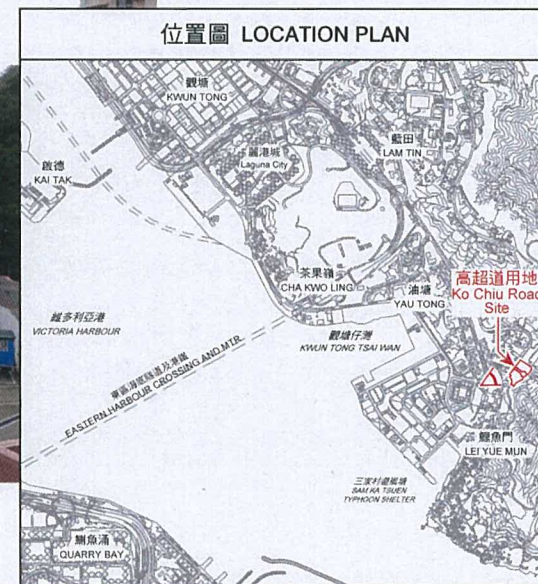 位置圖 LOCATION PLAN
觀塘
KWUN TONG
麗港城
Laguna City
藍田
LAM TIN
啟德
KAI TAK
茶果嶺
CHA KWO LING
油塘
YAU TONG
高超道用地
Ko Chiu Road
Site
維多利亞港
VICTORIA HARBOUR
觀塘仔灣
KWUN TONG TSAI WAN
東區海底隧道及港鐵
EASTERN HARBOUR CROSSING AND MTR
鯉魚門
LEI YUE MUN
三家村避風塘
SAM KA TSUEN
TYPHOON SHELTER
鰂魚涌
QUARRY BAY